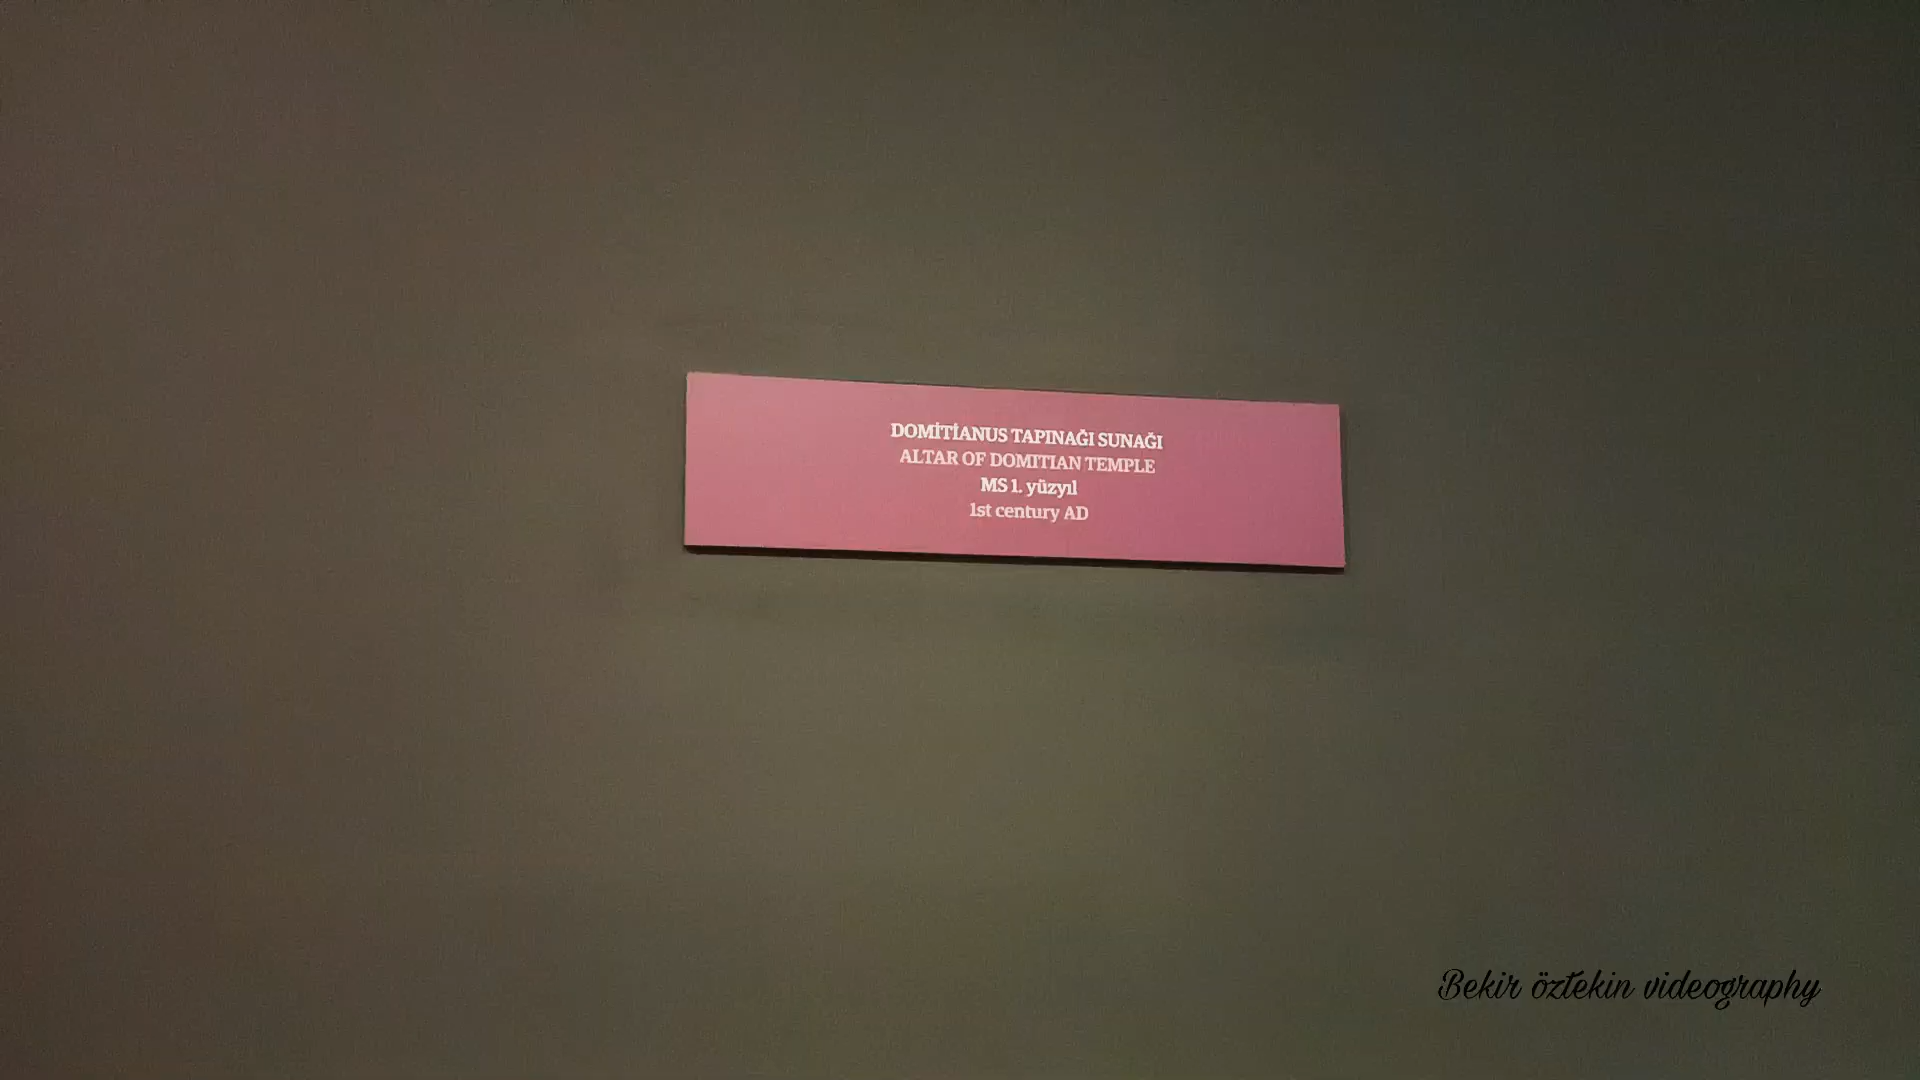 DOMİTİANUS TAPINAĞI SUNAĞI
ALTAR OF DOMITIAN TEMPLE
MS 1. yüzyıl
1st century AD
Bekir öztekin videography